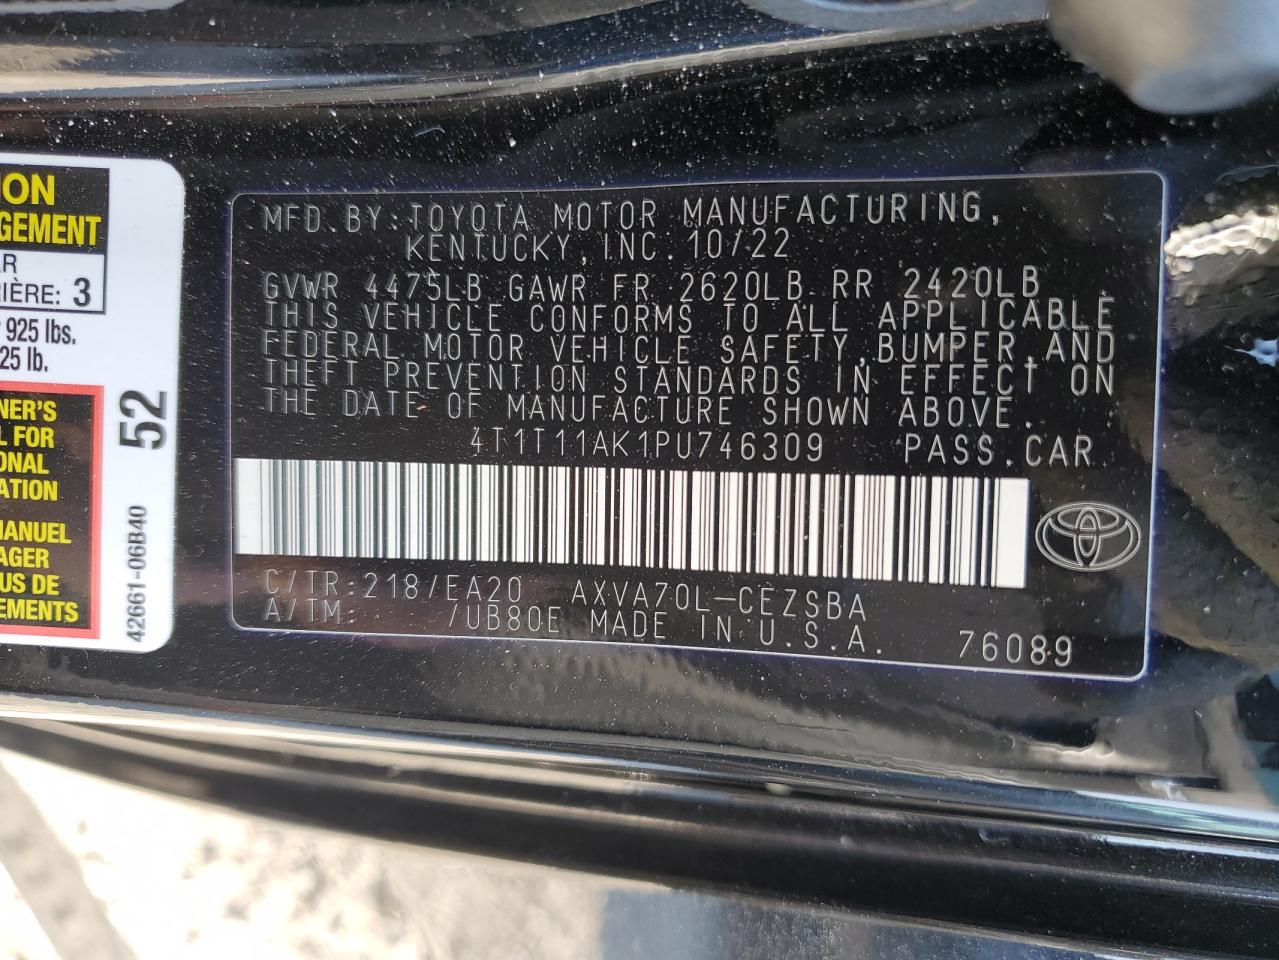 MFD.BY:TOYOTA MOTOR MANUFACTURING,
KENTUCKY,INC. 10/22
GVWR 4475LB GAWR FR 2620LB RR 2420LB
THIS VEHICLE CONFORMS TO ALL APPLICABLE
FEDERAL MOTOR VEHICLE SAFETY,BUMPER,AND
THEFT PREVENTION STANDARDS IN EFFECT ON
THE DATE OF MANUFACTURE SHOWN ABOVE.
4T1T11AK1PU746309 PASS.CAR
C/TR:218/EA20 AXVA70L-CEZSBA
A/TM: /UB80E MADE IN U.S.A. 76089
ION
GEMENT
AR
RIÈRE: 3
925 lbs.
25 lb.
NER'S
L FOR
ONAL
ATION
MANUEL
AGER
US DE
GEMENTS
52
42661-06B40